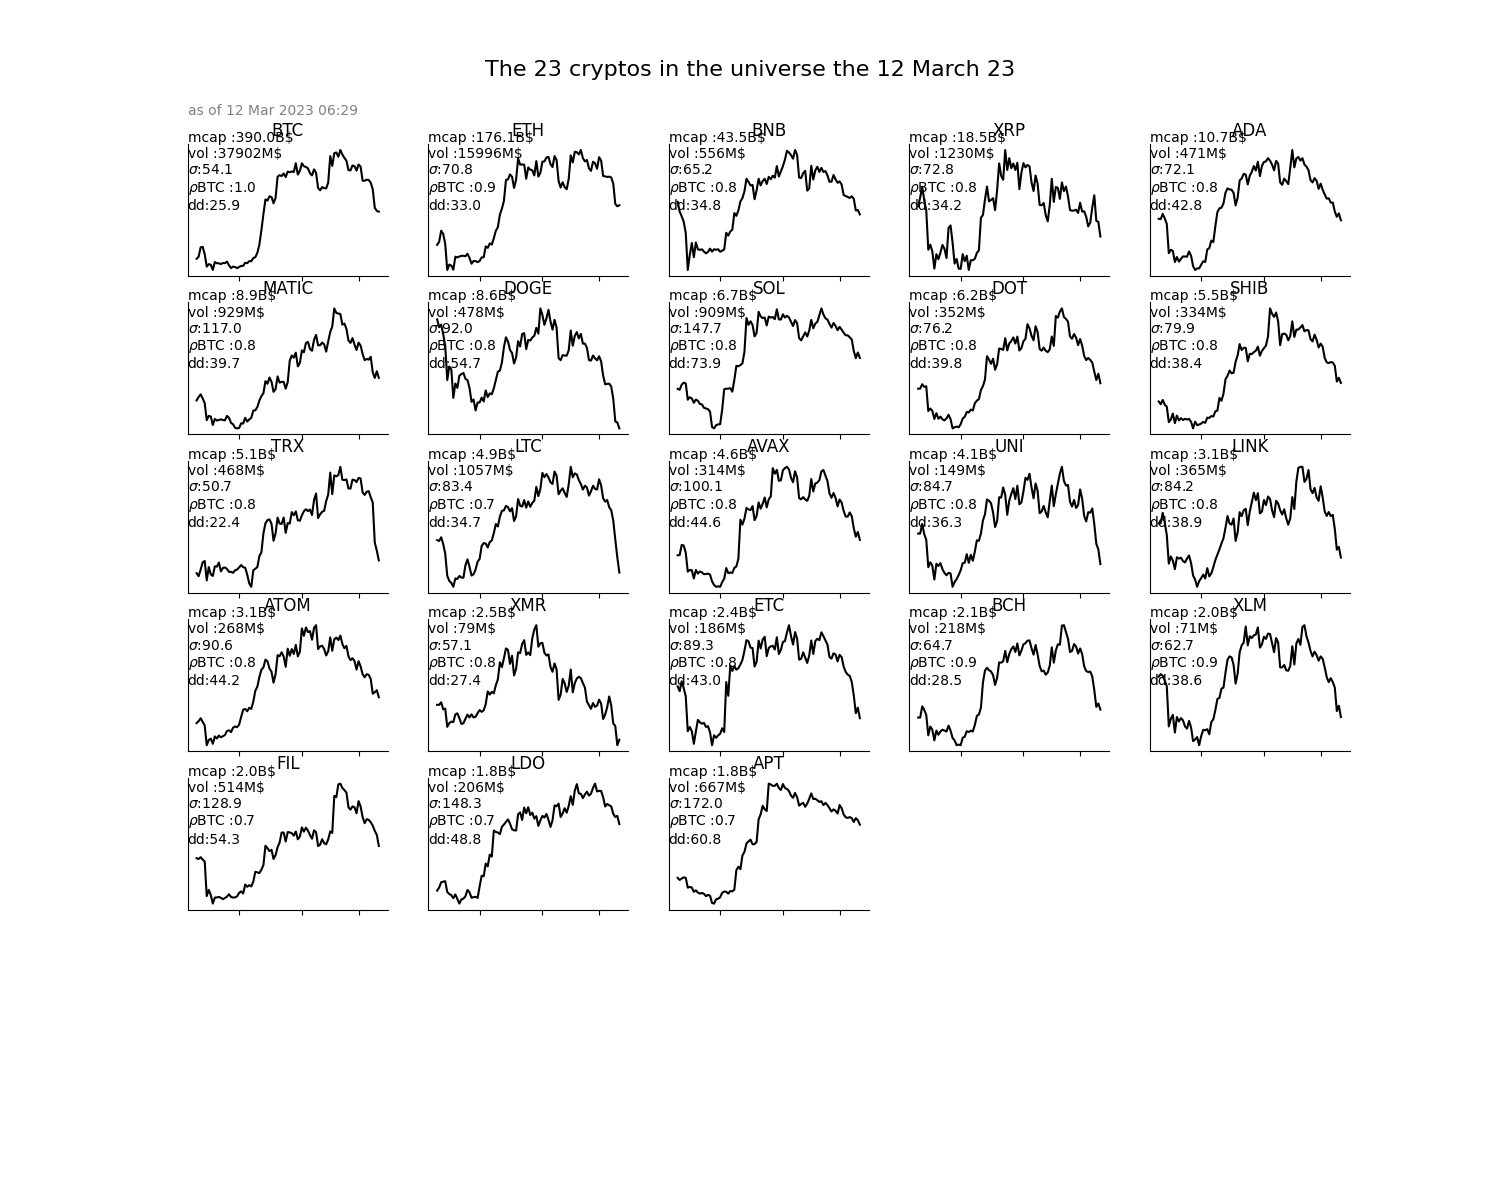 The 23 cryptos in the universe the 12 March 23
as of 12 Mar 2023 06:29
BTC
mcap :390.0B$
vol :37902M$
σ:54.1
ρBTC :1.0
dd:25.9
ETH
mcap :176.1B$
vol :15996M$
σ:70.8
ρBTC :0.9
dd:33.0
BNB
mcap :43.5B$
vol :556M$
σ:65.2
ρBTC :0.8
dd:34.8
XRP
mcap :18.5B$
vol :1230M$
σ:72.8
ρBTC :0.8
dd:34.2
ADA
mcap :10.7B$
vol :471M$
σ:72.1
ρBTC :0.8
dd:42.8
MATIC
mcap :8.9B$
vol :929M$
σ:117.0
ρBTC :0.8
dd:39.7
DOGE
mcap :8.6B$
vol :478M$
σ:92.0
ρBTC :0.8
dd:54.7
SOL
mcap :6.7B$
vol :909M$
σ:147.7
ρBTC :0.8
dd:73.9
DOT
mcap :6.2B$
vol :352M$
σ:76.2
ρBTC :0.8
dd:39.8
SHIB
mcap :5.5B$
vol :334M$
σ:79.9
ρBTC :0.8
dd:38.4
TRX
mcap :5.1B$
vol :468M$
σ:50.7
ρBTC :0.8
dd:22.4
LTC
mcap :4.9B$
vol :1057M$
σ:83.4
ρBTC :0.7
dd:34.7
AVAX
mcap :4.6B$
vol :314M$
σ:100.1
ρBTC :0.8
dd:44.6
UNI
mcap :4.1B$
vol :149M$
σ:84.7
ρBTC :0.8
dd:36.3
LINK
mcap :3.1B$
vol :365M$
σ:84.2
ρBTC :0.8
dd:38.9
ATOM
mcap :3.1B$
vol :268M$
σ:90.6
ρBTC :0.8
dd:44.2
XMR
mcap :2.5B$
vol :79M$
σ:57.1
ρBTC :0.8
dd:27.4
ETC
mcap :2.4B$
vol :186M$
σ:89.3
ρBTC :0.8
dd:43.0
BCH
mcap :2.1B$
vol :218M$
σ:64.7
ρBTC :0.9
dd:28.5
XLM
mcap :2.0B$
vol :71M$
σ:62.7
ρBTC :0.9
dd:38.6
FIL
mcap :2.0B$
vol :514M$
σ:128.9
ρBTC :0.7
dd:54.3
LDO
mcap :1.8B$
vol :206M$
σ:148.3
ρBTC :0.7
dd:48.8
APT
mcap :1.8B$
vol :667M$
σ:172.0
ρBTC :0.7
dd:60.8